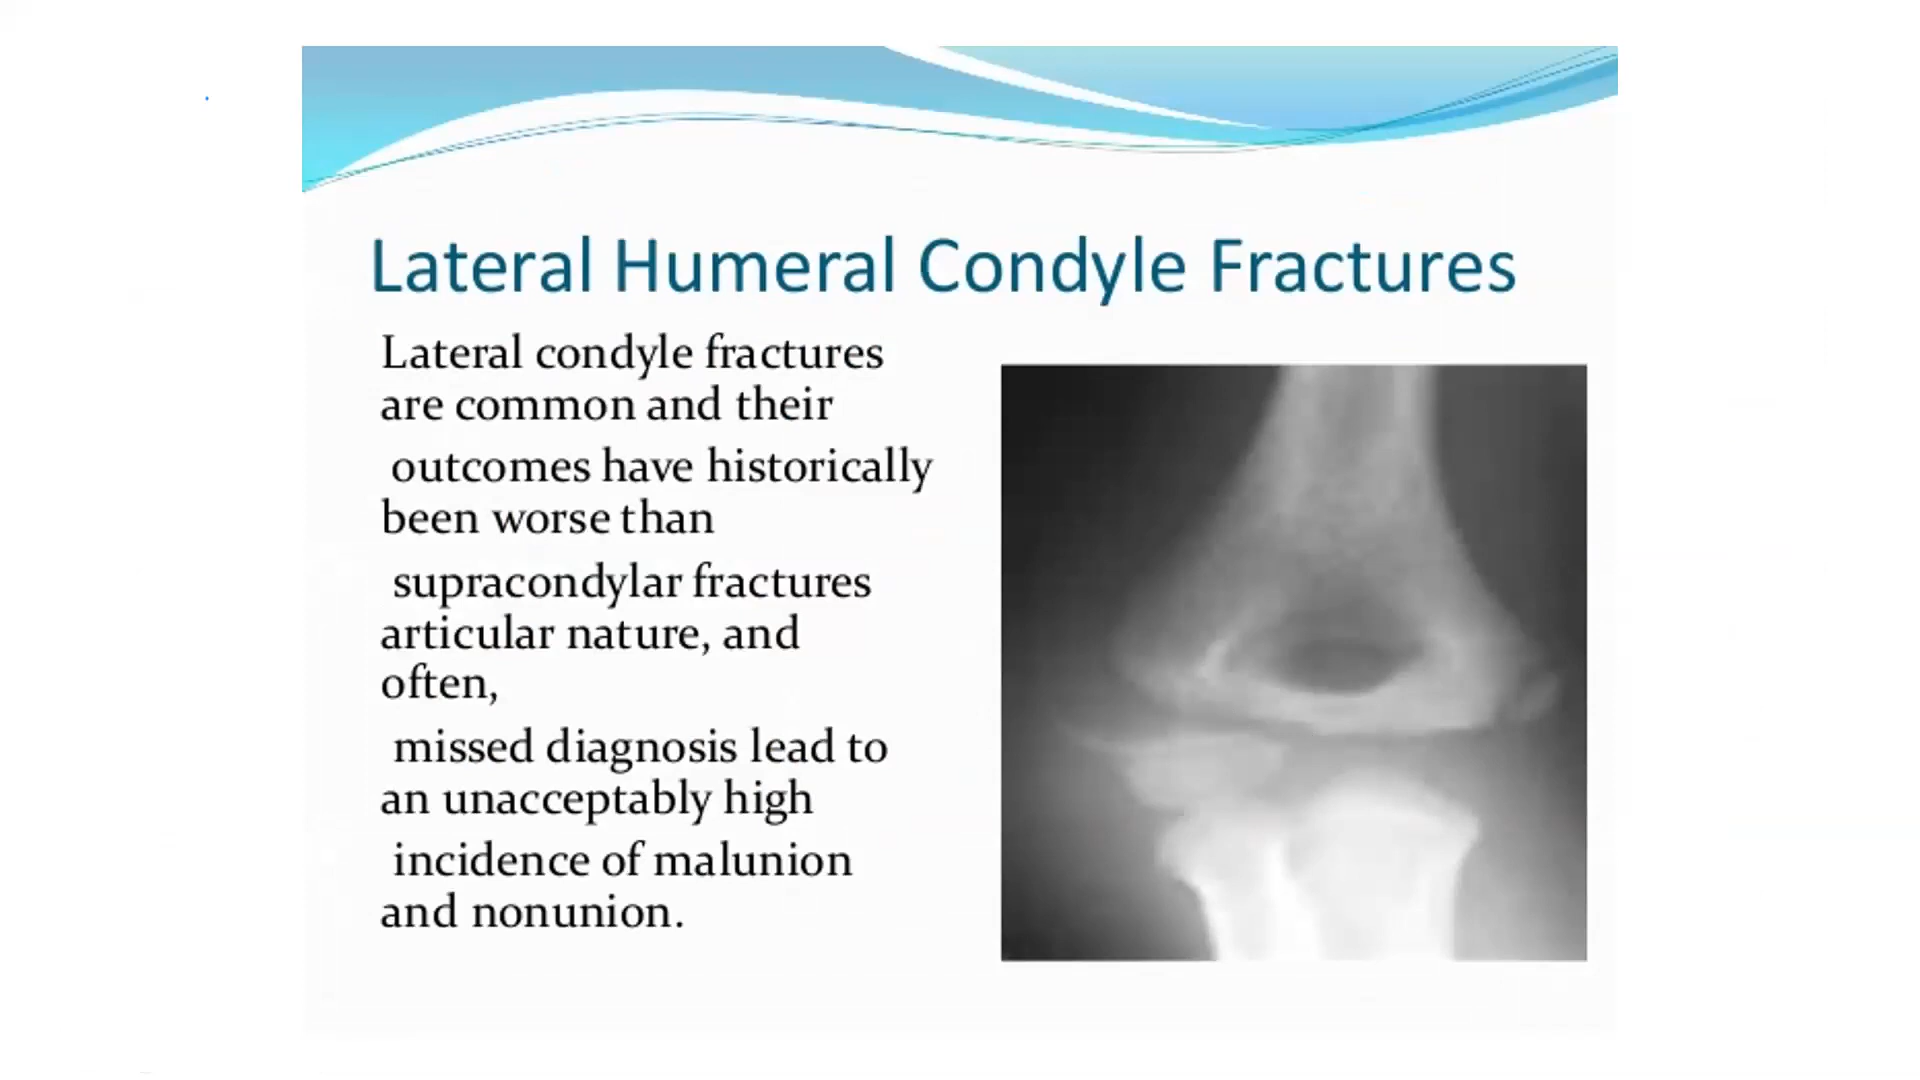 Lateral Humeral Condyle Fractures
Lateral condyle fractures
are common and their
outcomes have historically
been worse than
supracondylar fractures
articular nature, and
often,
missed diagnosis lead to
an unacceptably high
incidence of malunion
and nonunion.